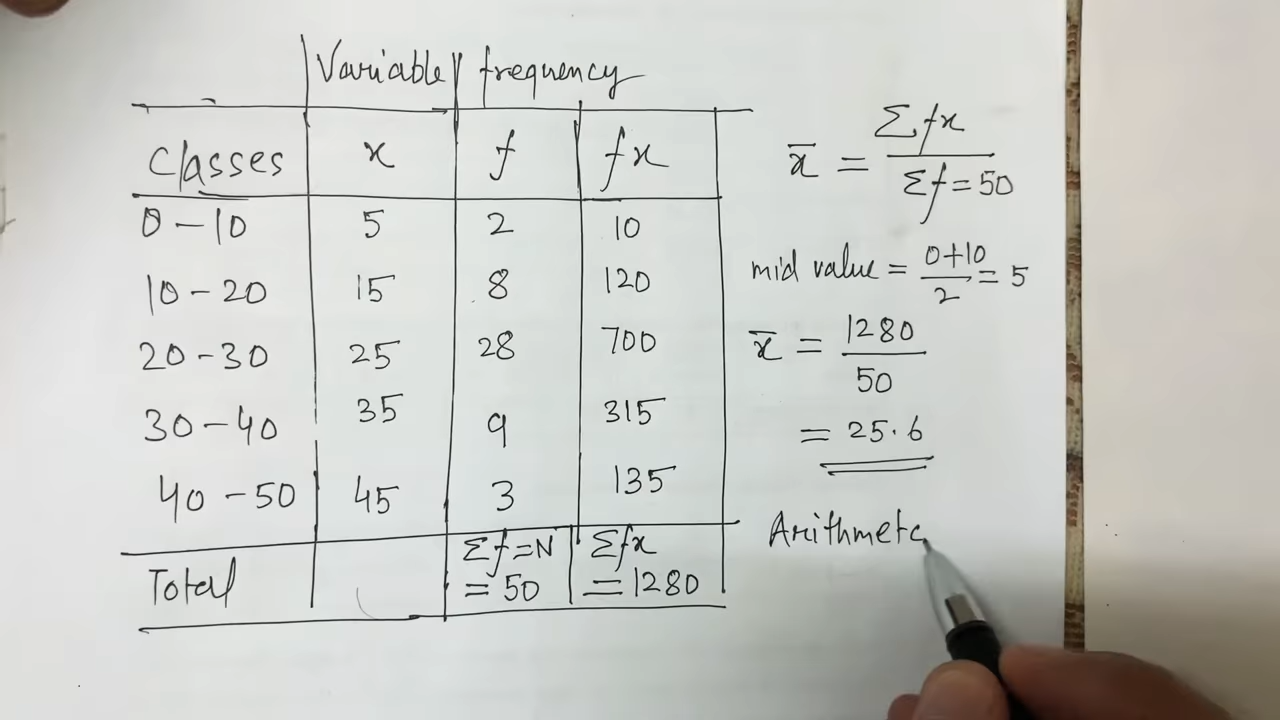 Variable frequency
Classes x f fx
0-10 5 2 10
10-20 15 8 120
20-30 25 28 700
30-40 35 9 315
40-50 45 3 135
Total Σf=N = 50 Σfx = 1280
x̄ = Σfx / Σf=50
mid value = 0+10 / 2 = 5
x̄ = 1280 / 50
= 25.6
Arithmetc